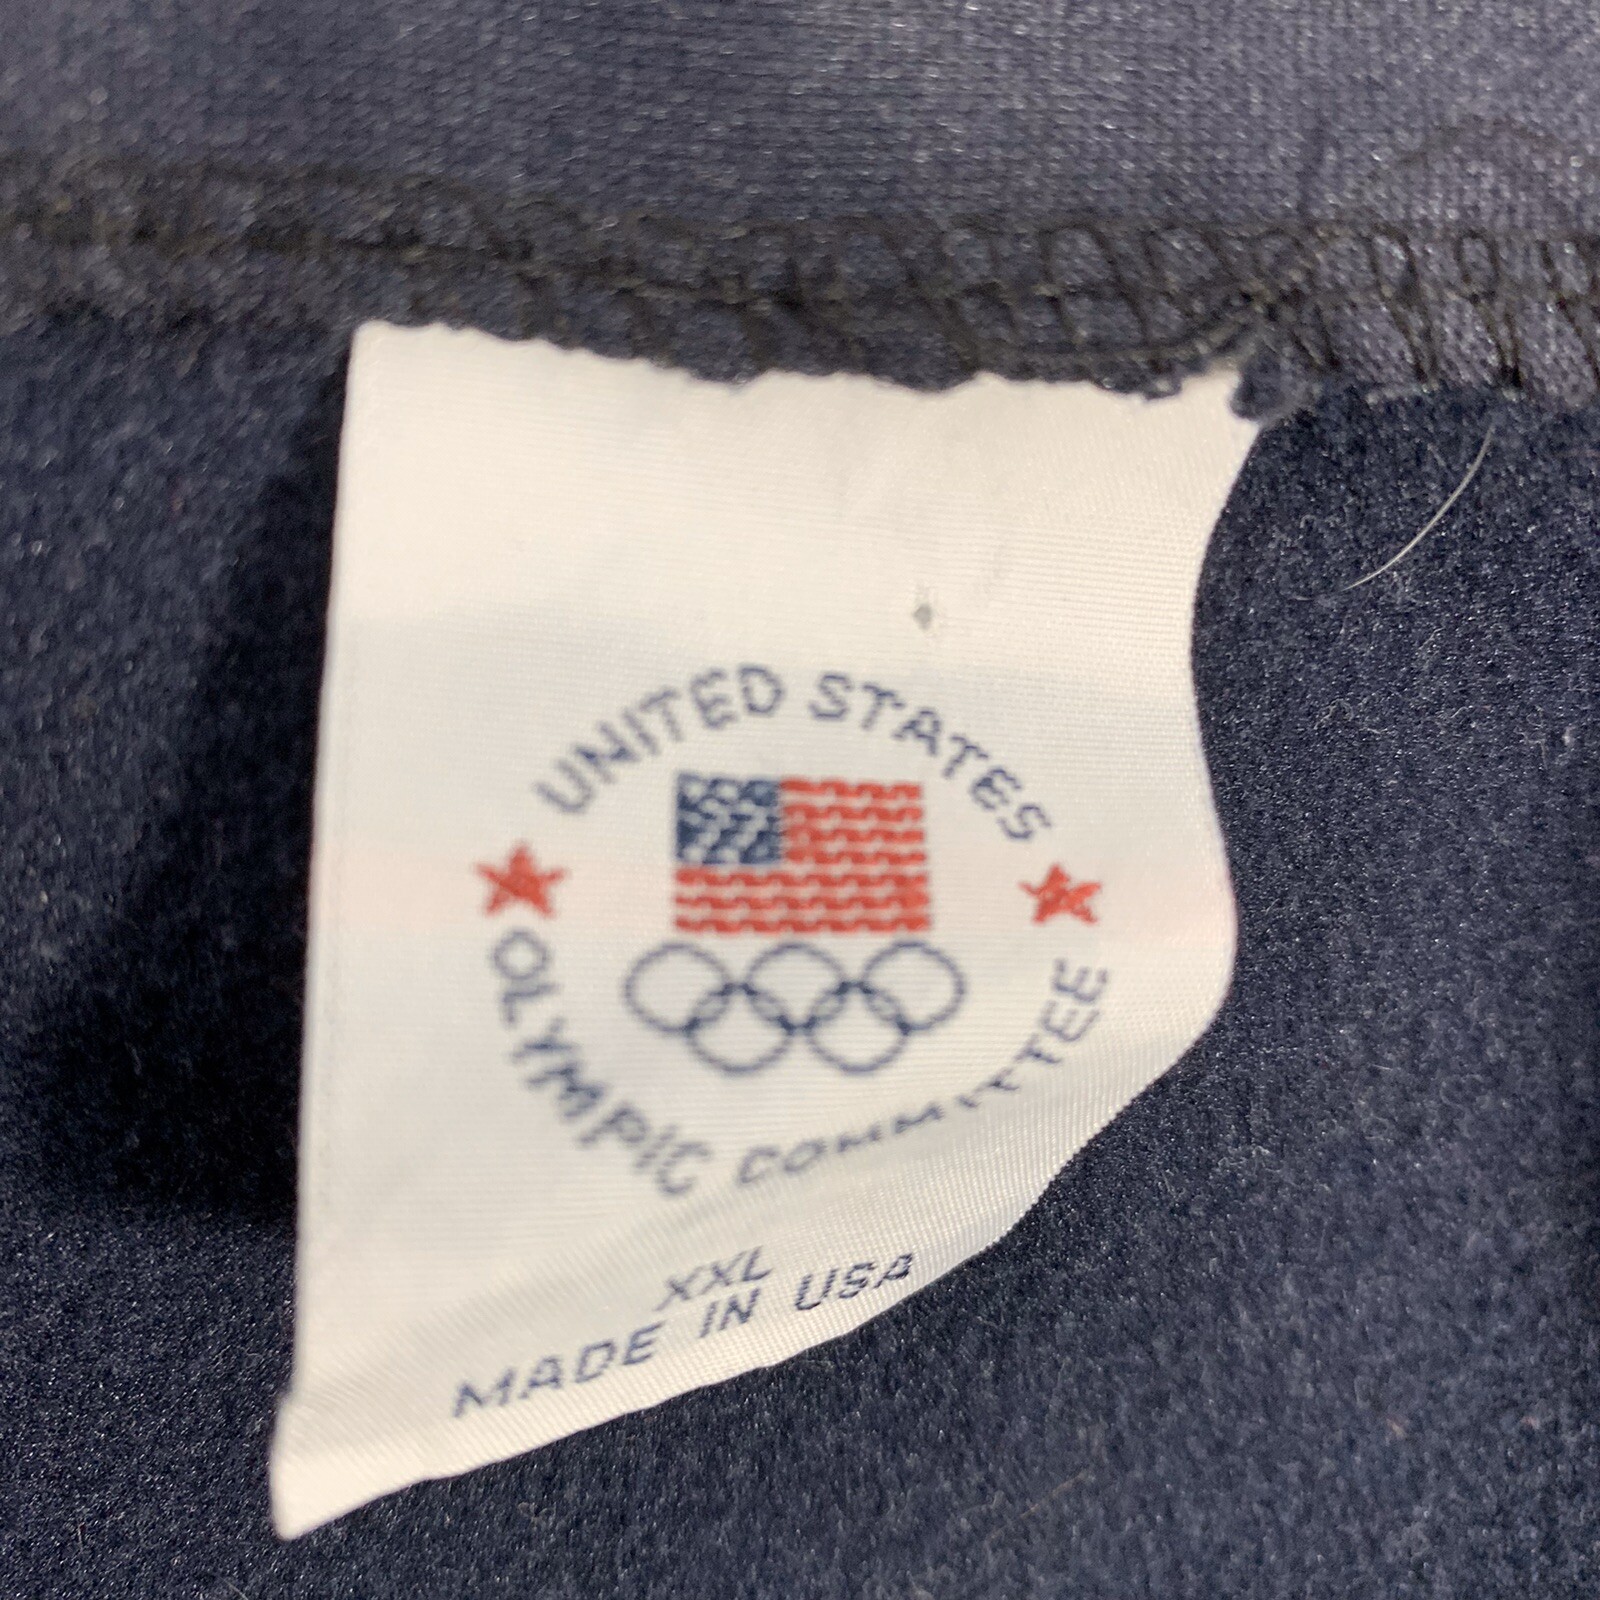 UNITED STATES
OLYMPIC COMMITTEE
XXL
MADE IN USA